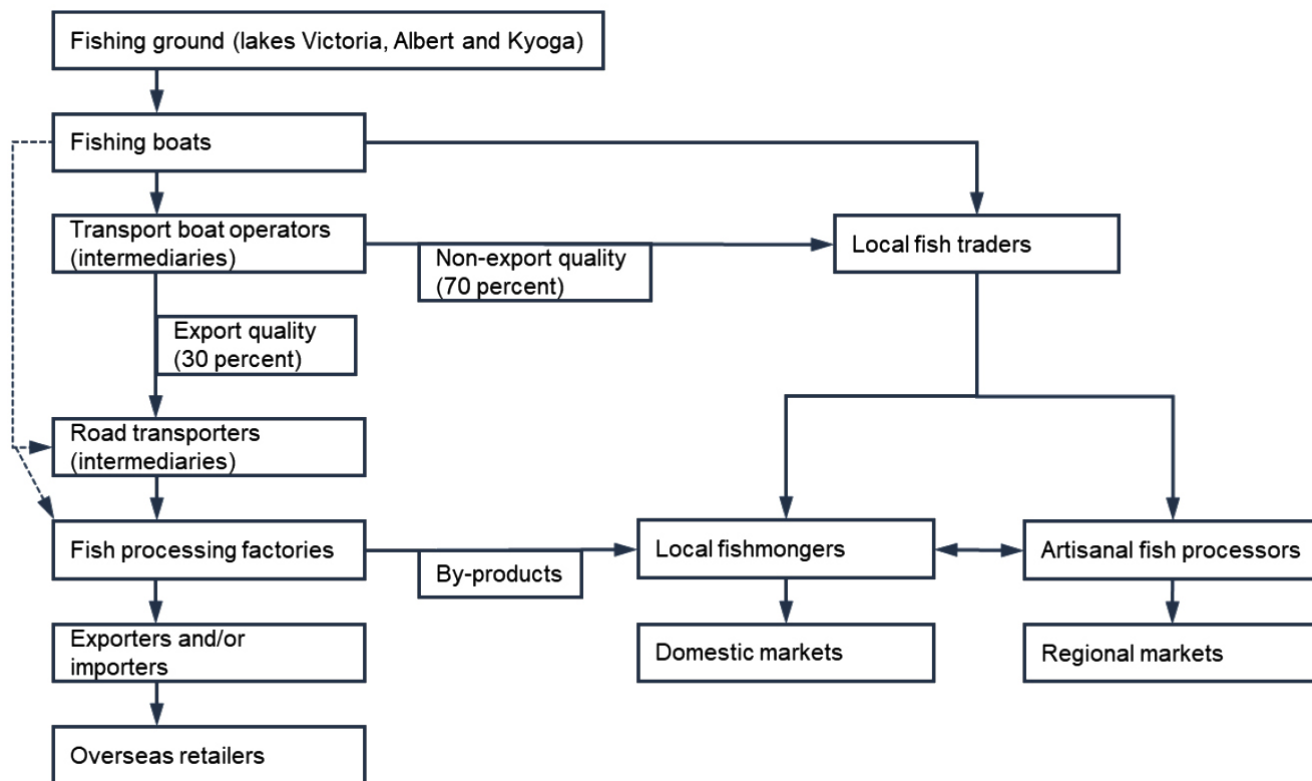 Fishing ground (lakes Victoria, Albert and Kyoga)
Fishing boats
Transport boat operators
(intermediaries)
Local fish traders
Non-export quality
(70 percent)
Export quality
(30 percent)
Road transporters
(intermediaries)
Fish processing factories
By-products
Local fishmongers
Artisanal fish processors
Exporters and/or
importers
Domestic markets
Regional markets
Overseas retailers